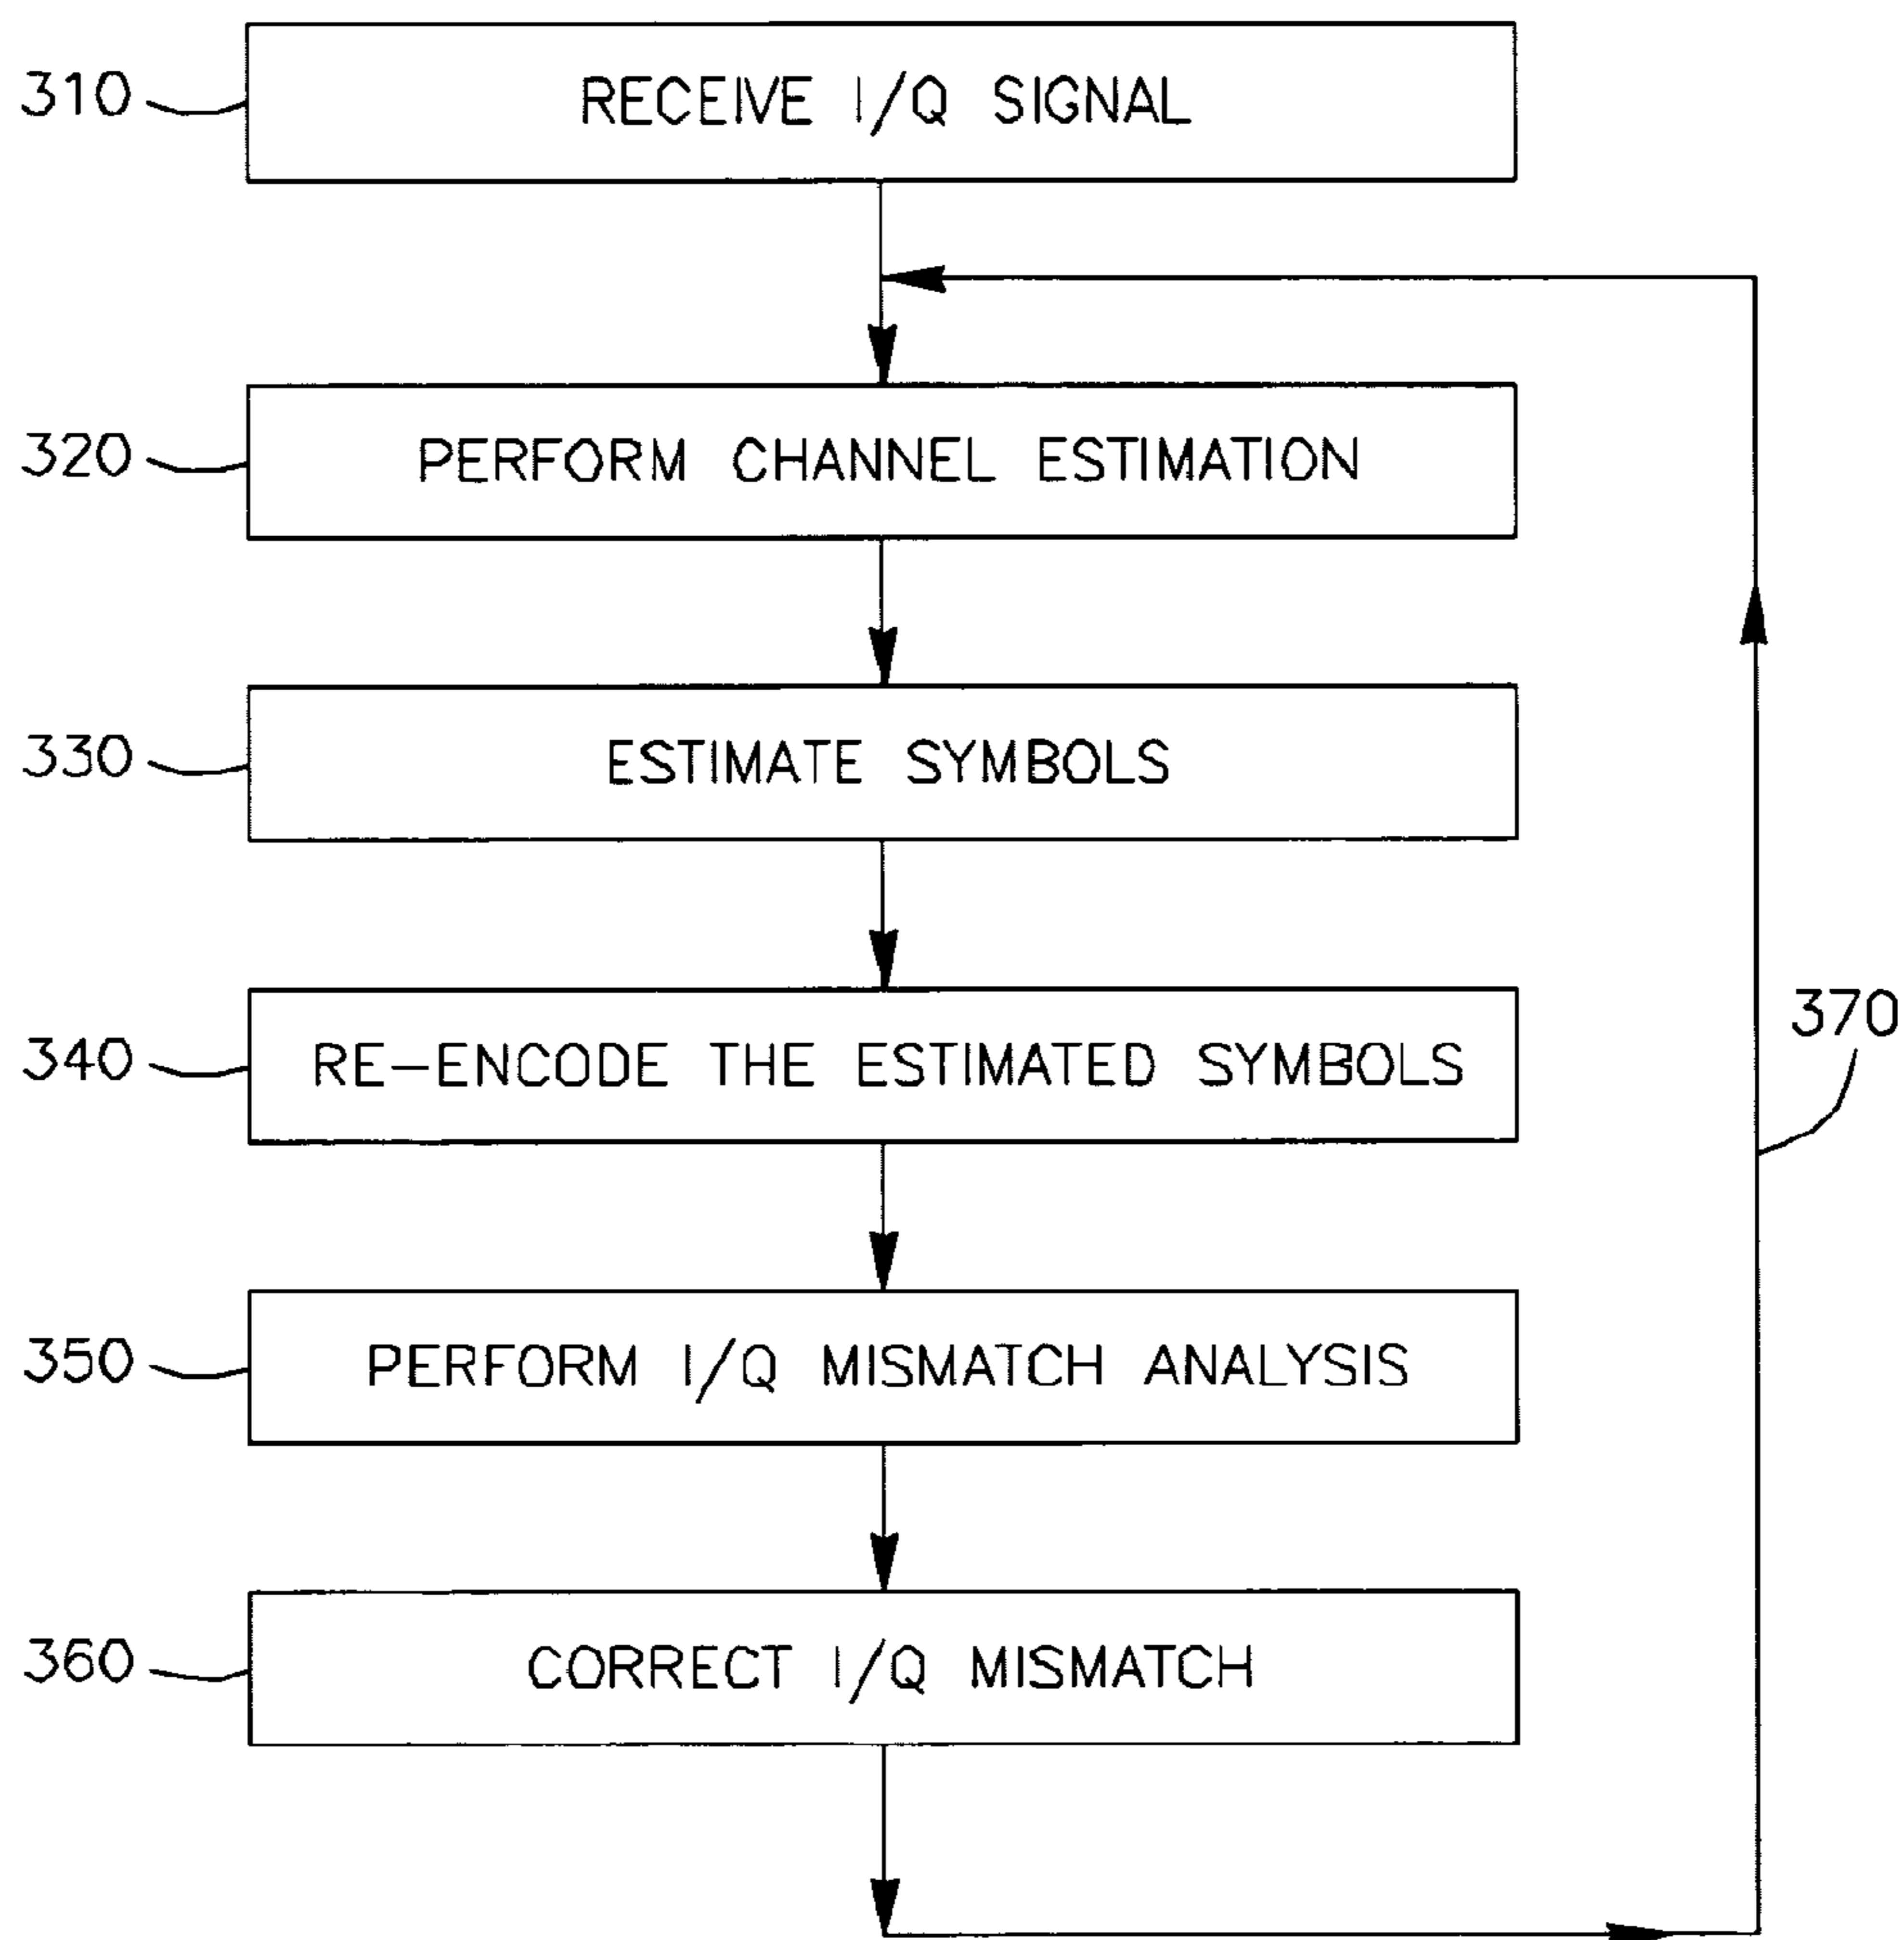 310 RECEIVE I/Q SIGNAL
320 PERFORM CHANNEL ESTIMATION
330 ESTIMATE SYMBOLS
340 RE-ENCODE THE ESTIMATED SYMBOLS
370
350 PERFORM I/Q MISMATCH ANALYSIS
360 CORRECT I/Q MISMATCH